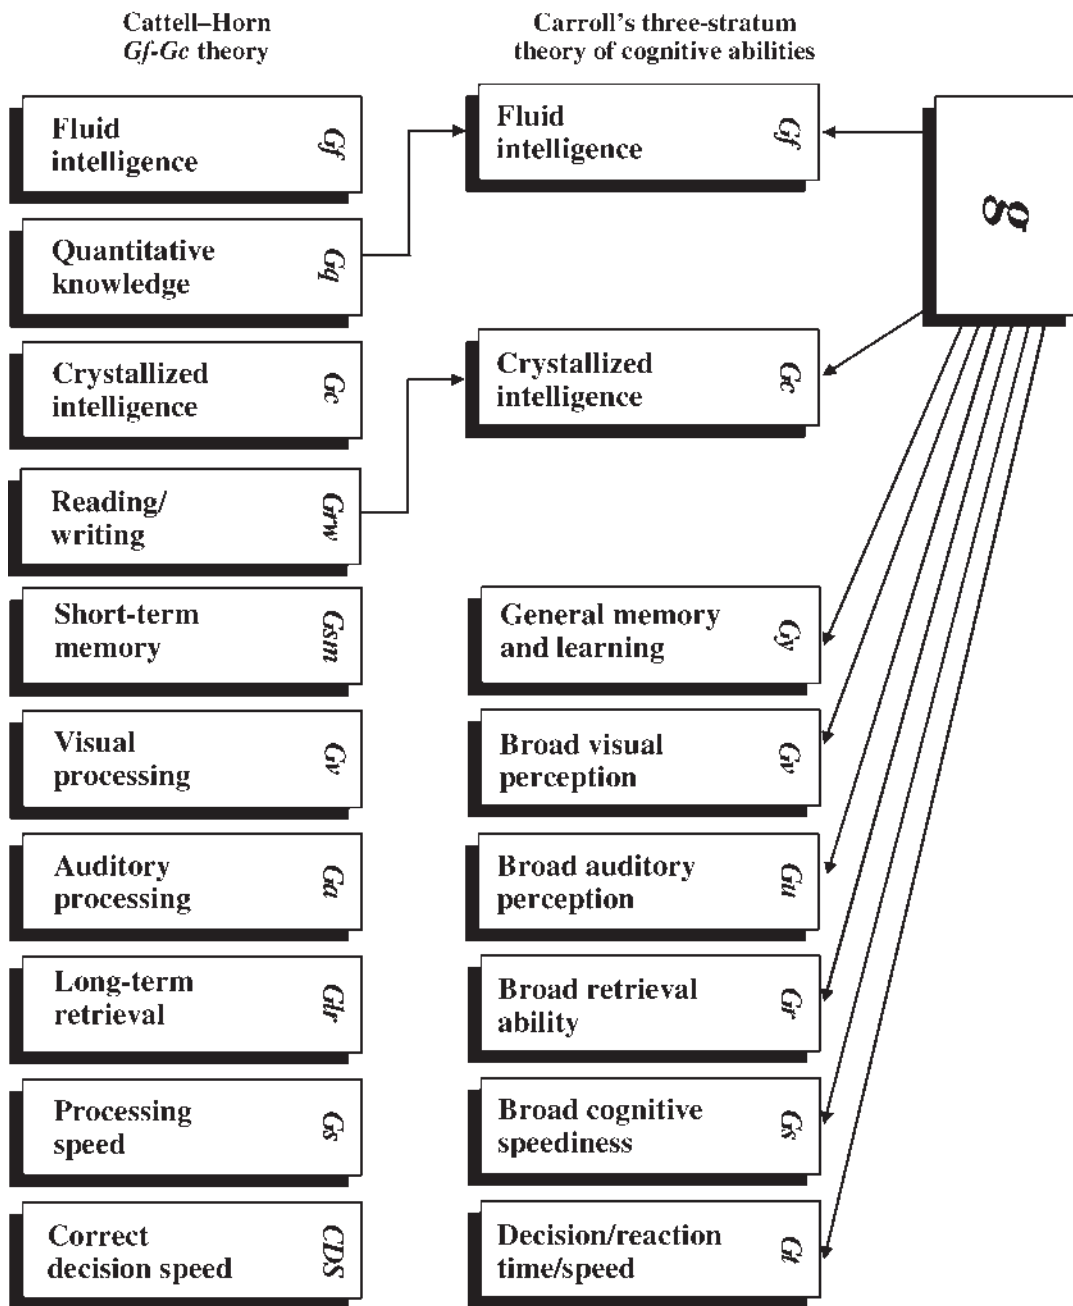 Cattell–Horn
Gf-Gc theory
Carroll's three-stratum
theory of cognitive abilities
Fluid
intelligence
Gf
Quantitative
knowledge
Gq
Crystallized
intelligence
Gc
Reading/
writing
Grw
Short-term
memory
Gsm
Visual
processing
Gv
Auditory
processing
Ga
Long-term
retrieval
Glr
Processing
speed
Gs
Correct
decision speed
CDS
Fluid
intelligence
Gf
Crystallized
intelligence
Gc
General memory
and learning
Gy
Broad visual
perception
Gv
Broad auditory
perception
Gu
Broad retrieval
ability
Gr
Broad cognitive
speediness
Gs
Decision/reaction
time/speed
Gt
g